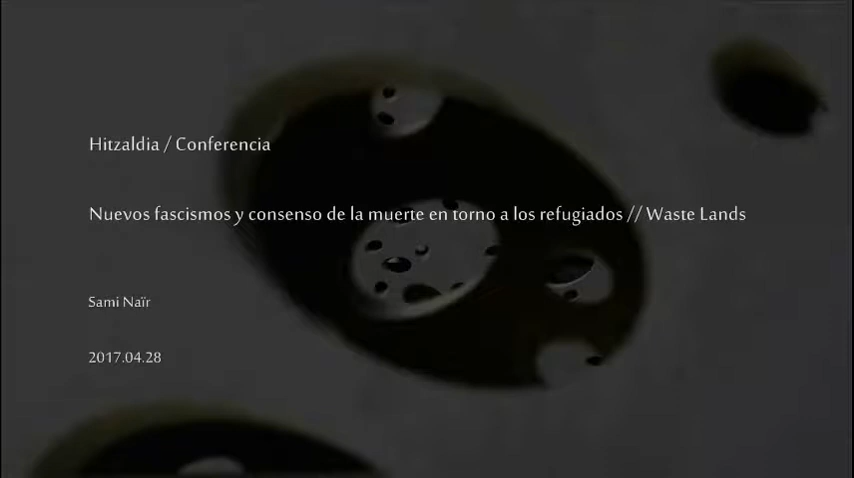 Hitzaldia / Conferencia
Nuevos fascismos y consenso de la muerte en torno a los refugiados // Waste Lands
Sami Naïr
2017.04.28